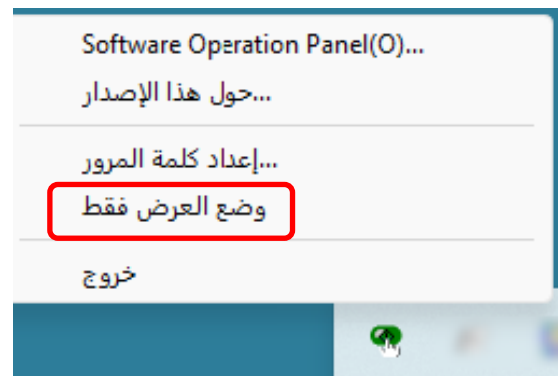 Software Operation Panel(O)...
حول هذا الإصدار...
إعداد كلمة المرور...
وضع العرض فقط
خروج